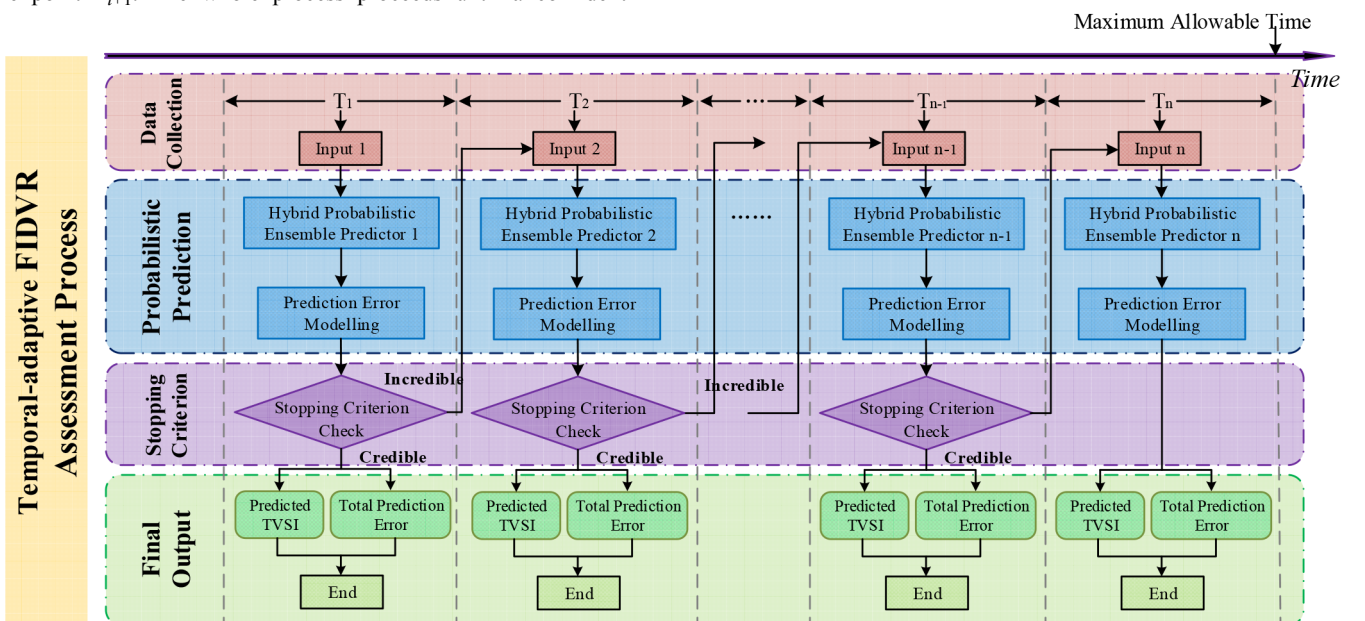 Maximum Allowable Time
Time
Temporal-adaptive FIDVR
Assessment Process
Data
Collection
T1
T2
...
Tn-1
Tn
Input 1
Input 2
Input n-1
Input n
Probabilistic
Prediction
Hybrid Probabilistic
Ensemble Predictor 1
Hybrid Probabilistic
Ensemble Predictor 2
......
Hybrid Probabilistic
Ensemble Predictor n-1
Hybrid Probabilistic
Ensemble Predictor n
Prediction Error
Modelling
Prediction Error
Modelling
Prediction Error
Modelling
Prediction Error
Modelling
Stopping
Criterion
Incredible
Incredible
Stopping Criterion
Check
Stopping Criterion
Check
Stopping Criterion
Check
Credible
Credible
Credible
Final
Output
Predicted
TVSI
Total Prediction
Error
Predicted
TVSI
Total Prediction
Error
Predicted
TVSI
Total Prediction
Error
Predicted
TVSI
Total Prediction
Error
End
End
End
End